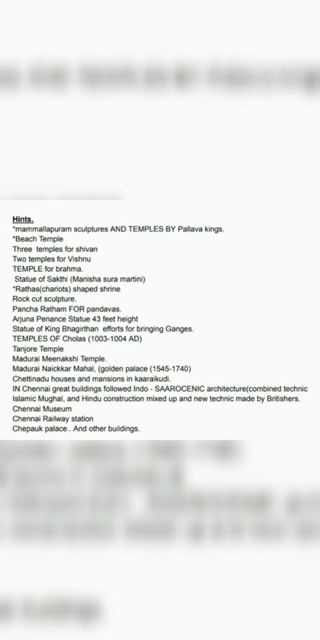 Hints.
*mammallapuram sculptures AND TEMPLES BY Pallava kings.
*Beach Temple
Three  temples for shivan
Two temples for Vishnu
TEMPLE for brahma.
Statue of Sakthi (Manisha sura martini)
*Rathas(chariots) shaped shrine
Rock cut sculpture.
Pancha Ratham FOR pandavas.
Arjuna Penance Statue 43 feet height
Statue of King Bhagirthan  efforts for bringing Ganges.
TEMPLES OF Cholas (1003-1004 AD)
Tanjore Temple
Madurai Meenakshi Temple.
Madurai Naickkar Mahal, (golden palace (1545-1740)
Chettinadu houses and mansions in kaaraikudi.
IN Chennai great buildings followed Indo - SAAROCENIC architecture(combined technic
Islamic Mughal, and Hindu construction mixed up and new technic made by Britishers.
Chennai Museum
Chennai Railway station
Chepauk palace.. And other buildings.